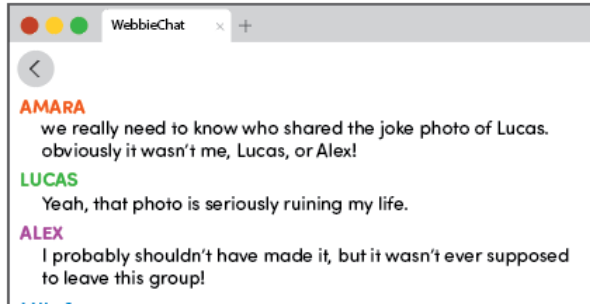 WebbieChat
AMARA
we really need to know who shared the joke photo of Lucas.
obviously it wasn't me, Lucas, or Alex!
LUCAS
Yeah, that photo is seriously ruining my life.
ALEX
I probably shouldn't have made it, but it wasn't ever supposed
to leave this group!